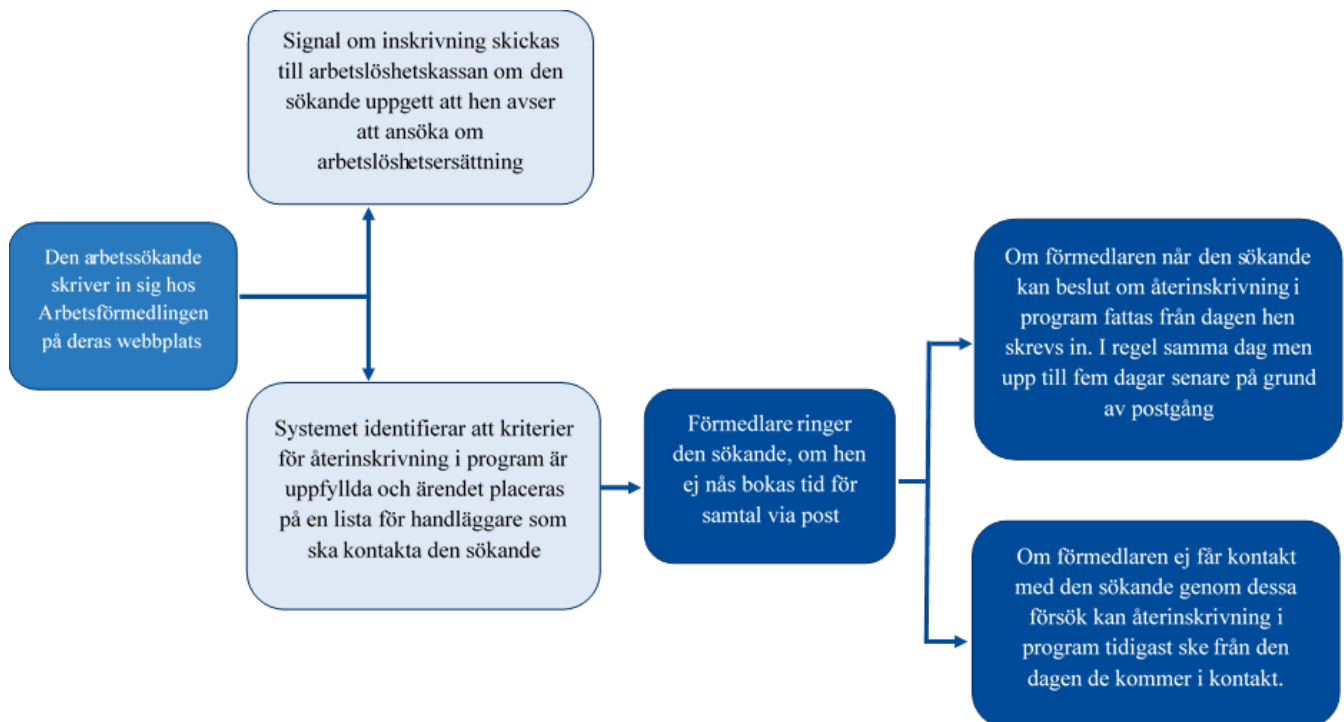 Signal om inskrivning skickas
till arbetslöshetskassan om den
sökande uppgett att hen avser
att ansöka om
arbetslöshetsersättning
Den arbetssökande
skriver in sig hos
Arbetsförmedlingen
på deras webbplats
Systemet identifierar att kriterier
för återinskrivning i program är
uppfyllda och ärendet placeras
på en lista för handläggare som
ska kontakta den sökande
Förmedlare ringer
den sökande, om hen
ej nås bokas tid för
samtal via post
Om förmedlaren når den sökande
kan beslut om återinskrivning i
program fattas från dagen hen
skrevs in. I regel samma dag men
upp till fem dagar senare på grund
av postgång
Om förmedlaren ej får kontakt
med den sökande genom dessa
försök kan återinskrivning i
program tidigast ske från den
dagen de kommer i kontakt.